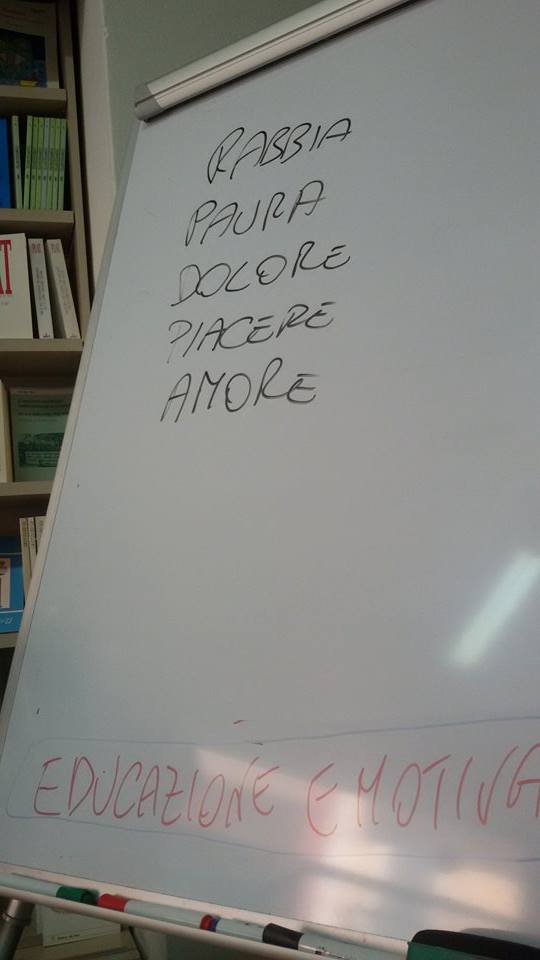 RABBIA
PAURA
DOLORE
PIACERE
AMORE
EDUCAZIONE EMOTIVA